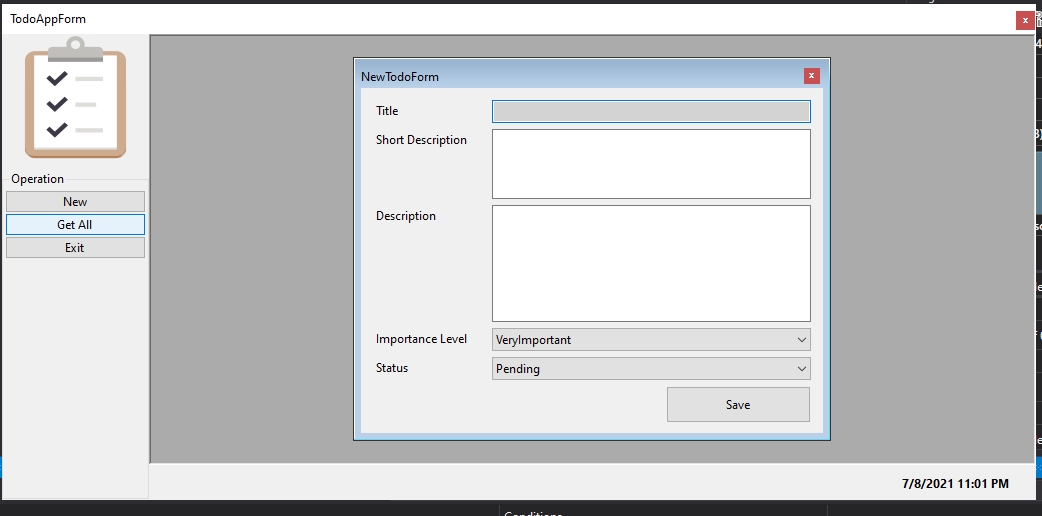 TodoAppForm
Operation
New
Get All
Exit
NewTodoForm
Title
Short Description
Description
Importance Level
VeryImportant
Status
Pending
Save
7/8/2021 11:01 PM
Conditions